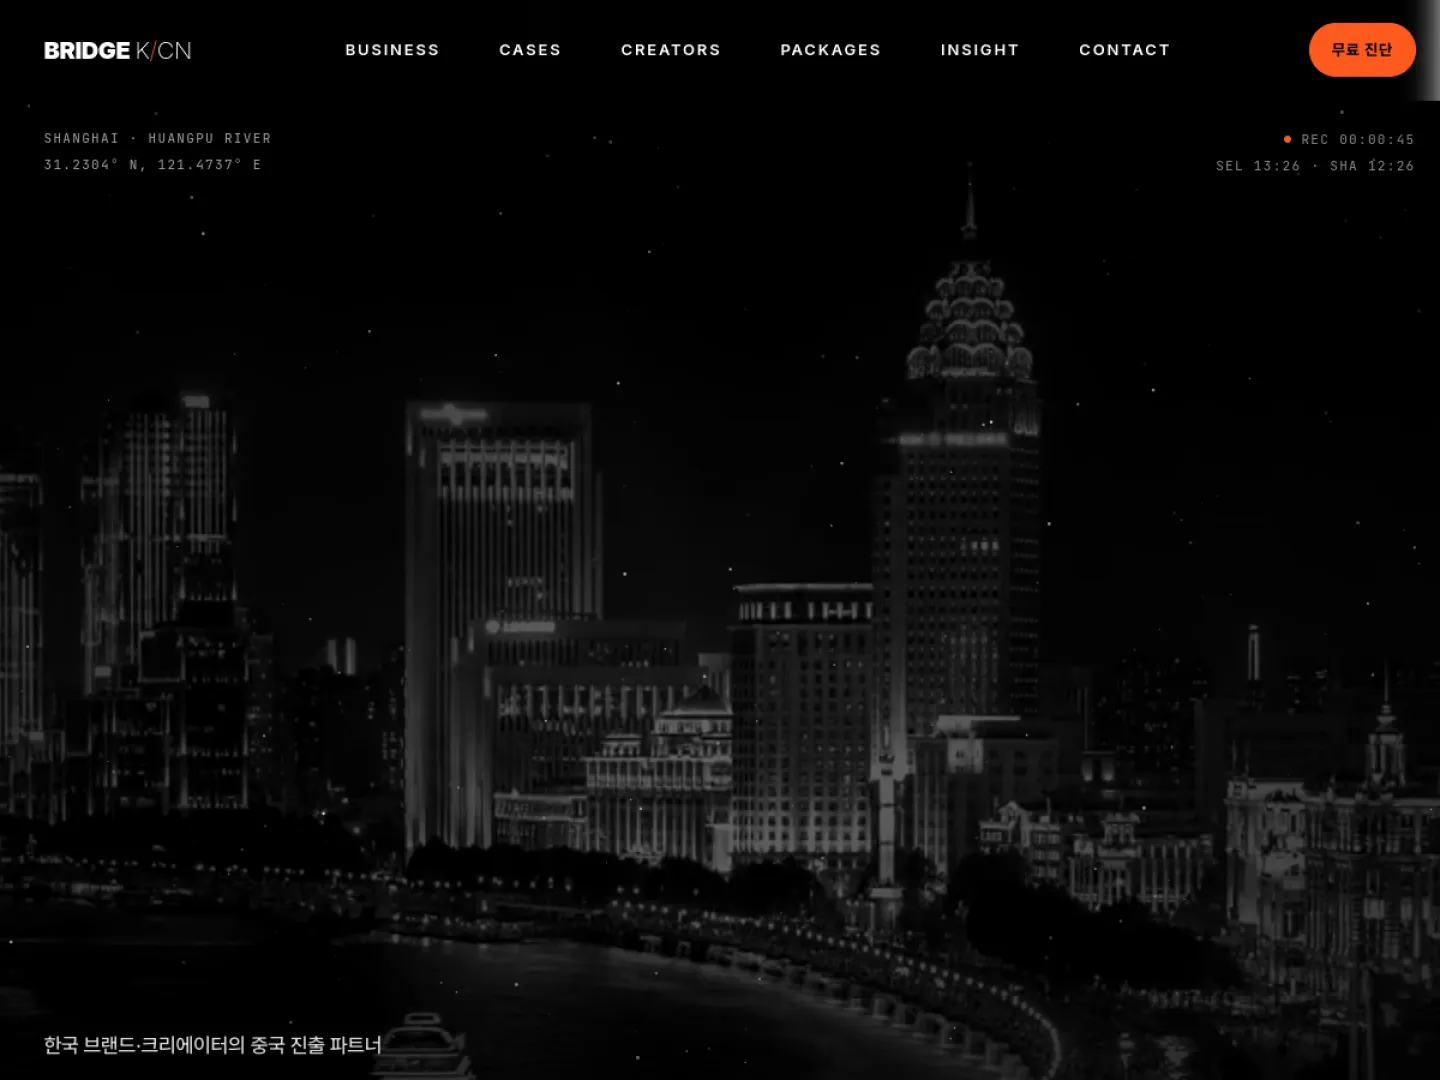 BRIDGE K/CN
BUSINESS
CASES
CREATORS
PACKAGES
INSIGHT
CONTACT
무료 진단
SHANGHAI · HUANGPU RIVER
31.2304° N, 121.4737° E
REC 00:00:45
SEL 13:26 · SHA 12:26
한국 브랜드·크리에이터의 중국 진출 파트너